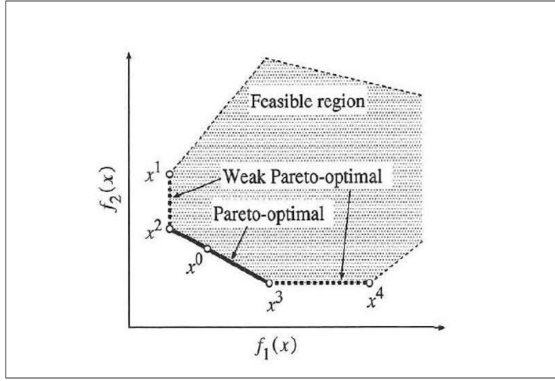 Feasible region
x¹
Weak Pareto-optimal
f₂(x)
Pareto-optimal
x²
x⁰
x³
x⁴
f₁(x)